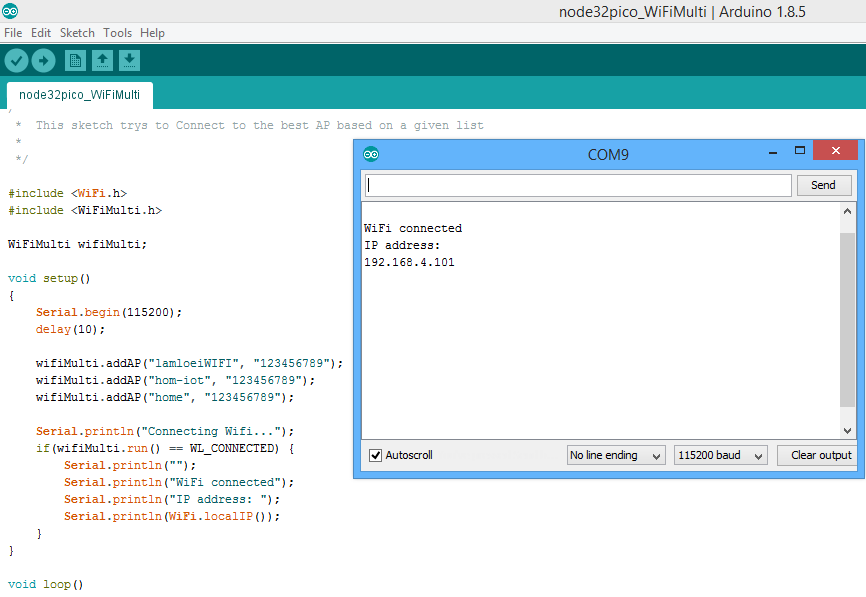 node32pico_WiFiMulti | Arduino 1.8.5
File Edit Sketch Tools Help
node32pico_WiFiMulti
 *  This sketch trys to Connect to the best AP based on a given list
 *
 */
#include <WiFi.h>
#include <WiFiMulti.h>
WiFiMulti wifiMulti;
void setup()
{
    Serial.begin(115200);
    delay(10);
    wifiMulti.addAP("lamloeiWIFI", "123456789");
    wifiMulti.addAP("hom-iot", "123456789");
    wifiMulti.addAP("home", "123456789");
    Serial.println("Connecting Wifi...");
    if(wifiMulti.run() == WL_CONNECTED) {
        Serial.println("");
        Serial.println("WiFi connected");
        Serial.println("IP address: ");
        Serial.println(WiFi.localIP());
    }
}
void loop()
COM9
Send
WiFi connected
IP address:
192.168.4.101
Autoscroll
No line ending
115200 baud
Clear output